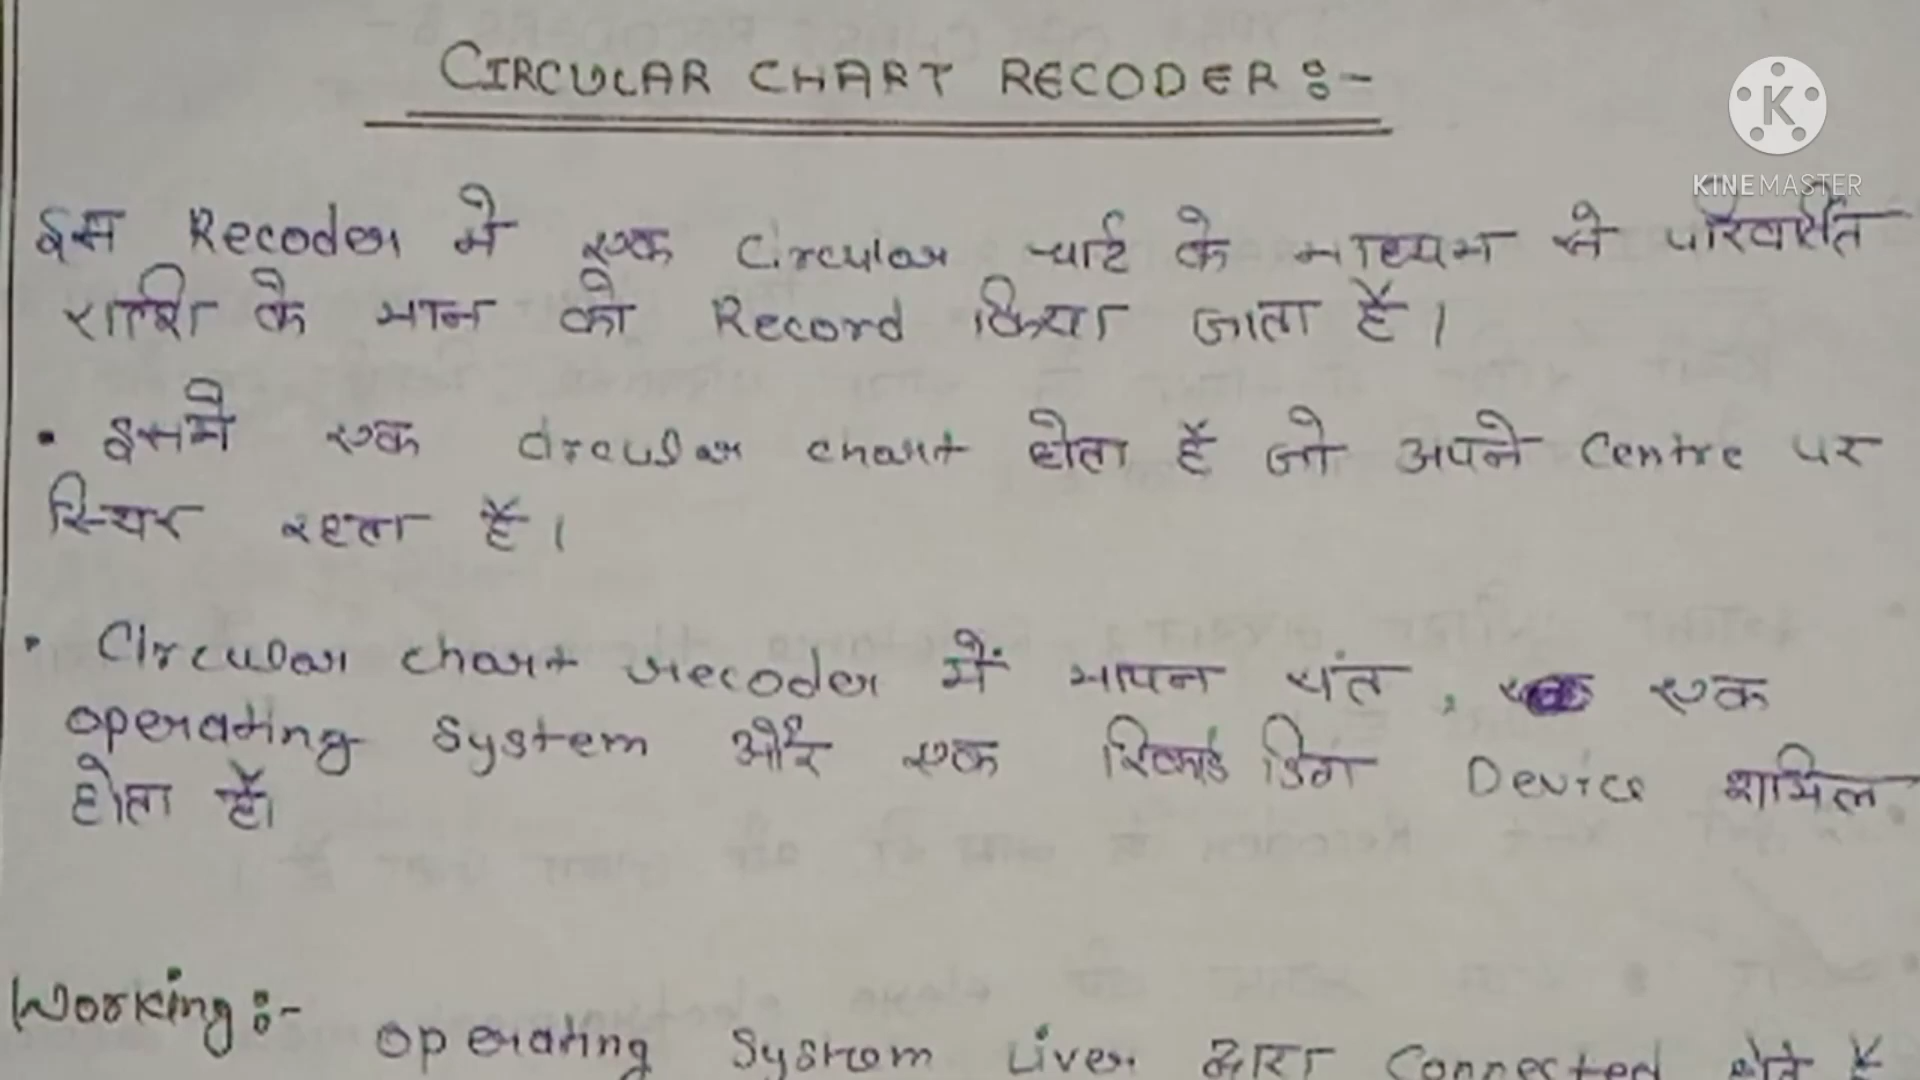 CIRCULAR CHART RECODER :-
KINEMASTER
इस Recoder मे एक Circular चार्ट के माध्यम से परिवर्तित
राशि के मान को Record किया जाता है ।
• इसमे एक circular chart होता है जो अपने Centre पर
स्थिर रहता है ।
• Circular chart recoder में मापन यंत , एक
operating System और एक रिकार्डिंग Device शामिल
होता है।
Working :-
operating System Liver द्वारा Connected होते है